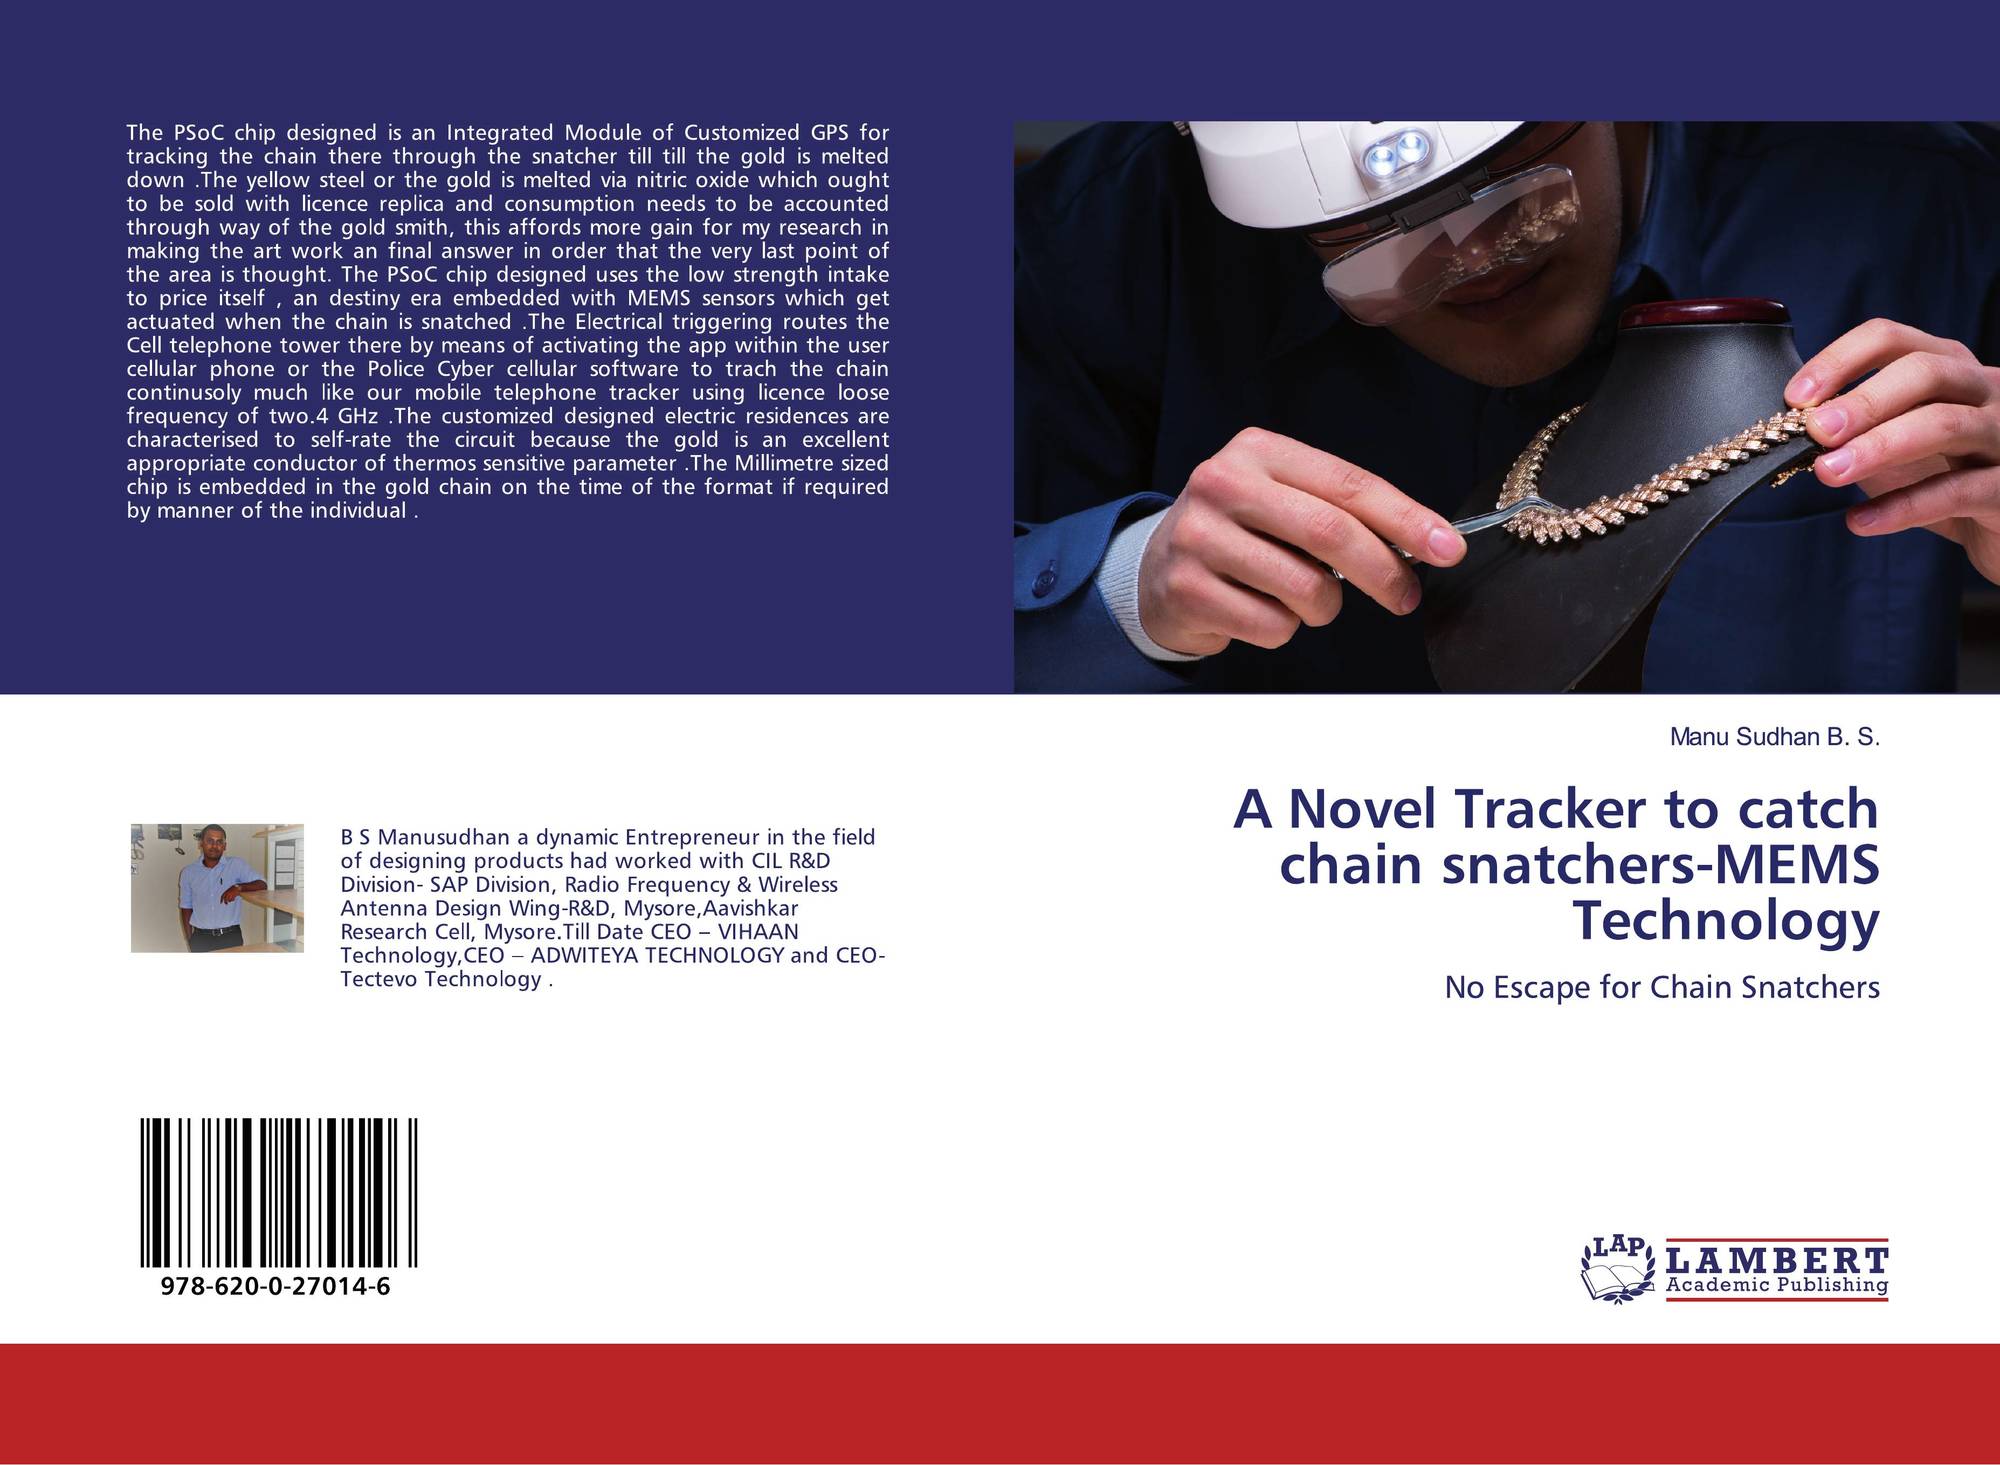 The PSoC chip designed is an Integrated Module of Customized GPS for
tracking the chain there through the snatcher till till the gold is melted
down .The yellow steel or the gold is melted via nitric oxide which ought
to be sold with licence replica and consumption needs to be accounted
through way of the gold smith, this affords more gain for my research in
making the art work an final answer in order that the very last point of
the area is thought. The PSoC chip designed uses the low strength intake
to price itself , an destiny era embedded with MEMS sensors which get
actuated when the chain is snatched .The Electrical triggering routes the
Cell telephone tower there by means of activating the app within the user
cellular phone or the Police Cyber cellular software to trach the chain
continusoly much like our mobile telephone tracker using licence loose
frequency of two.4 GHz .The customized designed electric residences are
characterised to self-rate the circuit because the gold is an excellent
appropriate conductor of thermos sensitive parameter .The Millimetre sized
chip is embedded in the gold chain on the time of the format if required
by manner of the individual .
B S Manusudhan a dynamic Entrepreneur in the field
of designing products had worked with CIL R&D
Division- SAP Division, Radio Frequency & Wireless
Antenna Design Wing-R&D, Mysore,Aavishkar
Research Cell, Mysore.Till Date CEO – VIHAAN
Technology,CEO – ADWITEYA TECHNOLOGY and CEO-
Tectevo Technology .
978-620-0-27014-6
Manu Sudhan B. S.
A Novel Tracker to catch
chain snatchers-MEMS
Technology
No Escape for Chain Snatchers
LAP
LAMBERT
Academic Publishing